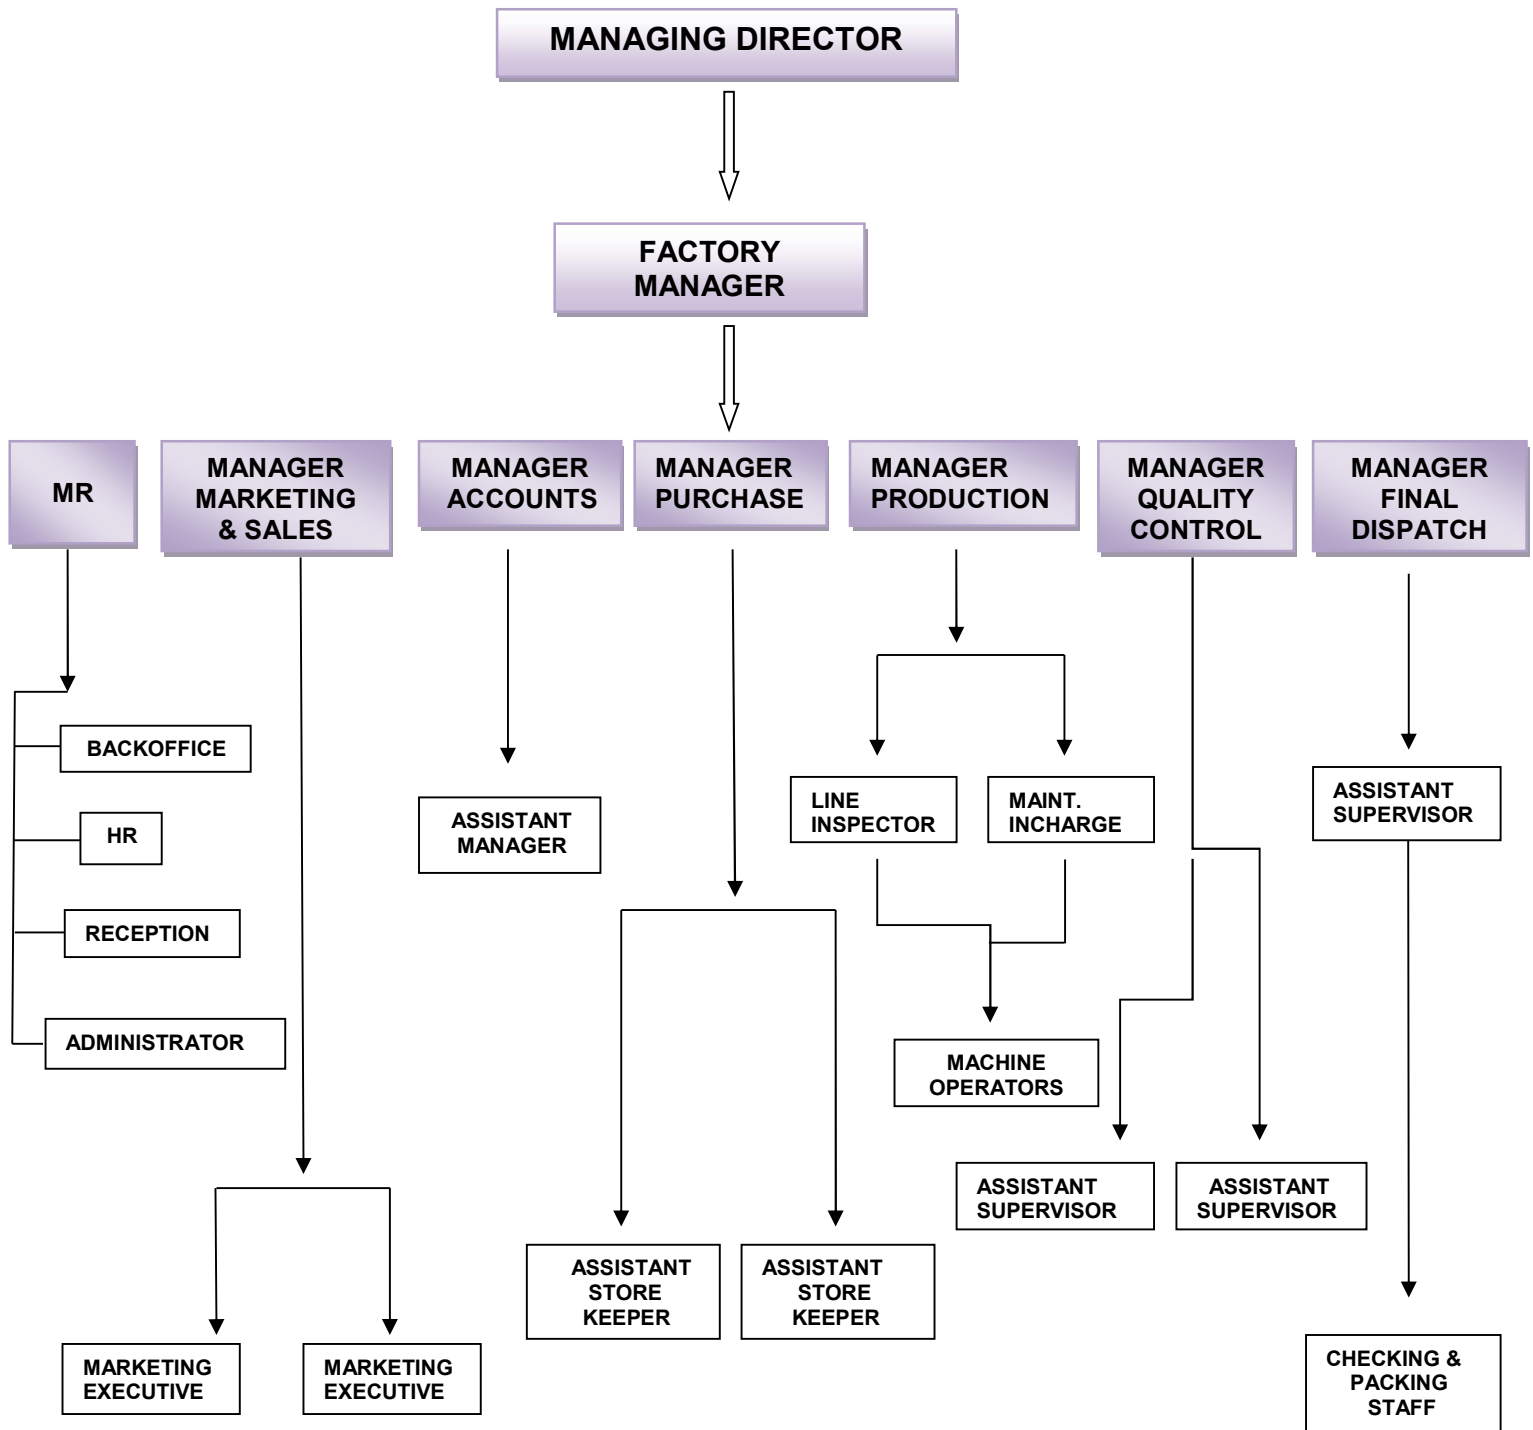 MANAGING DIRECTOR
FACTORY
MANAGER
MR
MANAGER
MARKETING
& SALES
MANAGER
ACCOUNTS
MANAGER
PURCHASE
MANAGER
PRODUCTION
MANAGER
QUALITY
CONTROL
MANAGER
FINAL
DISPATCH
BACKOFFICE
HR
RECEPTION
ADMINISTRATOR
ASSISTANT
MANAGER
LINE
INSPECTOR
MAINT.
INCHARGE
ASSISTANT
SUPERVISOR
MACHINE
OPERATORS
ASSISTANT
SUPERVISOR
ASSISTANT
SUPERVISOR
ASSISTANT
STORE
KEEPER
ASSISTANT
STORE
KEEPER
MARKETING
EXECUTIVE
MARKETING
EXECUTIVE
CHECKING &
PACKING
STAFF